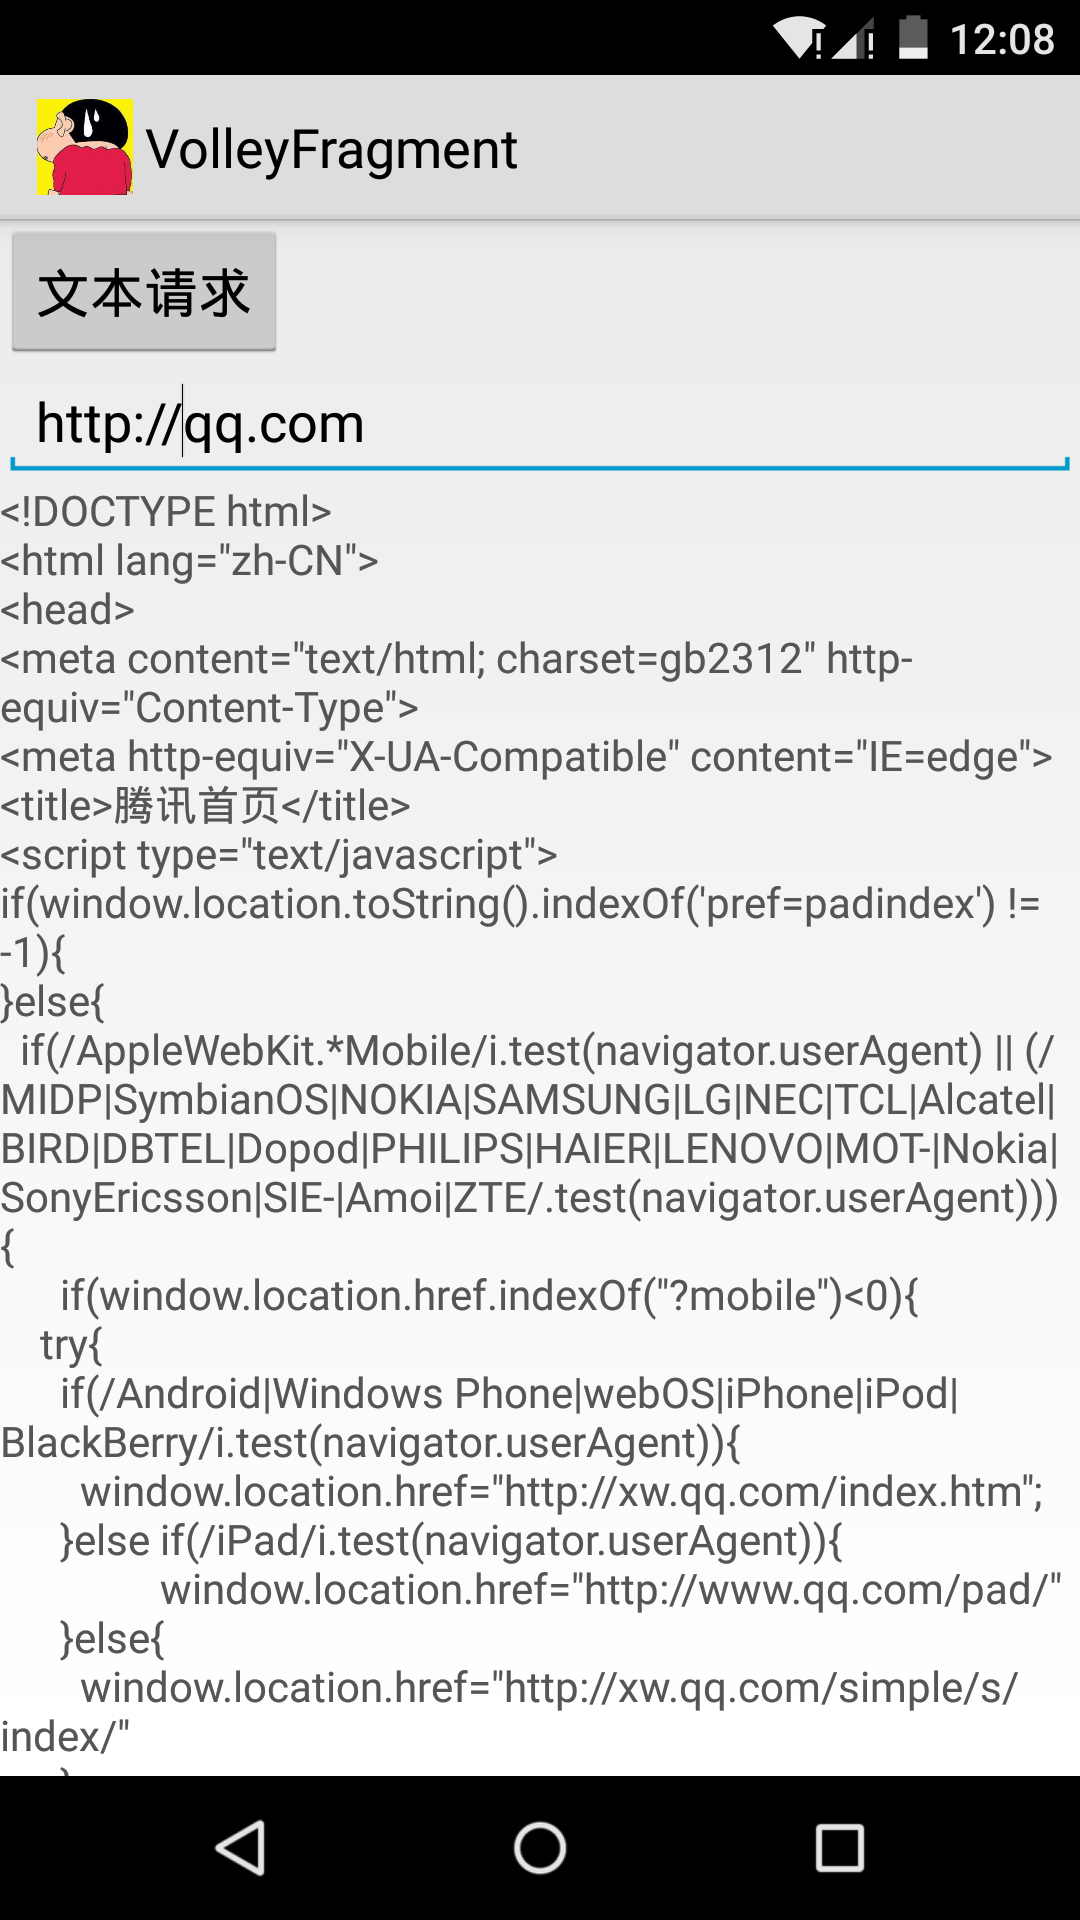 12:08
VolleyFragment
文本请求
http://qq.com
<!DOCTYPE html>
<html lang="zh-CN">
<head>
<meta content="text/html; charset=gb2312" http-
equiv="Content-Type">
<meta http-equiv="X-UA-Compatible" content="IE=edge">
<title>腾讯首页</title>
<script type="text/javascript">
if(window.location.toString().indexOf('pref=padindex') !=
-1){
}else{
  if(/AppleWebKit.*Mobile/i.test(navigator.userAgent) || (/
MIDP|SymbianOS|NOKIA|SAMSUNG|LG|NEC|TCL|Alcatel|
BIRD|DBTEL|Dopod|PHILIPS|HAIER|LENOVO|MOT-|Nokia|
SonyEricsson|SIE-|Amoi|ZTE/.test(navigator.userAgent)))
{
      if(window.location.href.indexOf("?mobile")<0){
    try{
      if(/Android|Windows Phone|webOS|iPhone|iPod|
BlackBerry/i.test(navigator.userAgent)){
        window.location.href="http://xw.qq.com/index.htm";
      }else if(/iPad/i.test(navigator.userAgent)){
                window.location.href="http://www.qq.com/pad/"
      }else{
        window.location.href="http://xw.qq.com/simple/s/
index/"